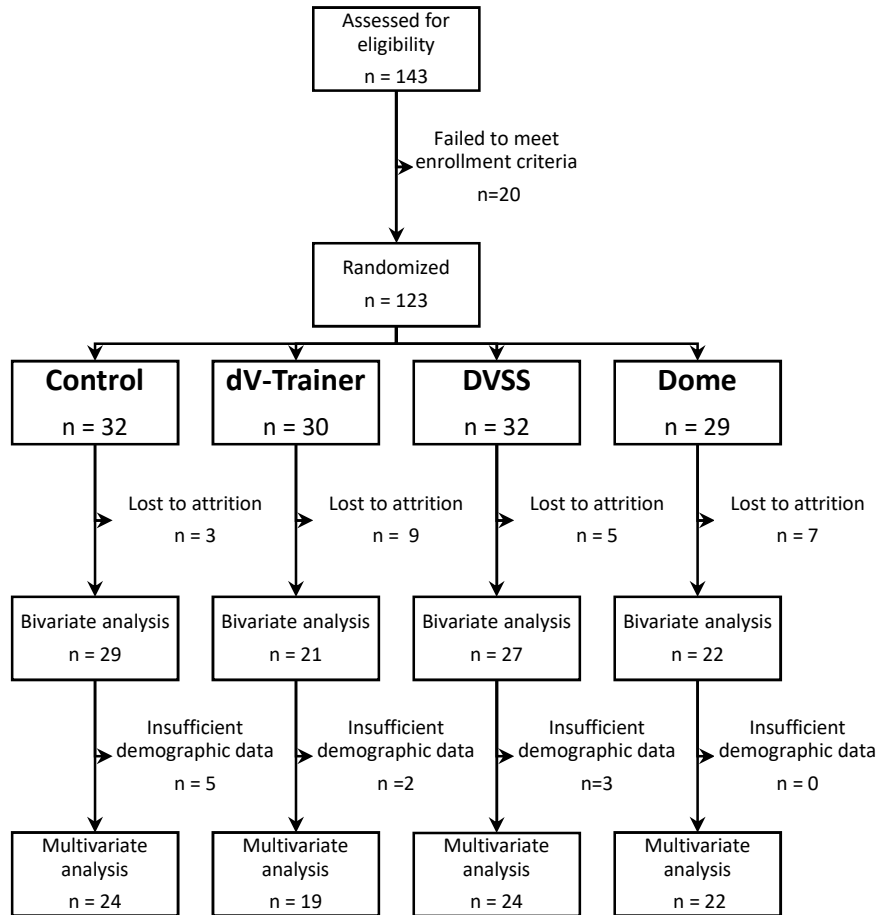 Assessed for
eligibility
n = 143
Failed to meet
enrollment criteria
n=20
Randomized
n = 123
Control
n = 32
dV-Trainer
n = 30
DVSS
n = 32
Dome
n = 29
Lost to attrition
n = 3
Lost to attrition
n = 9
Lost to attrition
n = 5
Lost to attrition
n = 7
Bivariate analysis
n = 29
Bivariate analysis
n = 21
Bivariate analysis
n = 27
Bivariate analysis
n = 22
Insufficient
demographic data
n = 5
Insufficient
demographic data
n =2
Insufficient
demographic data
n=3
Insufficient
demographic data
n = 0
Multivariate
analysis
n = 24
Multivariate
analysis
n = 19
Multivariate
analysis
n = 24
Multivariate
analysis
n = 22